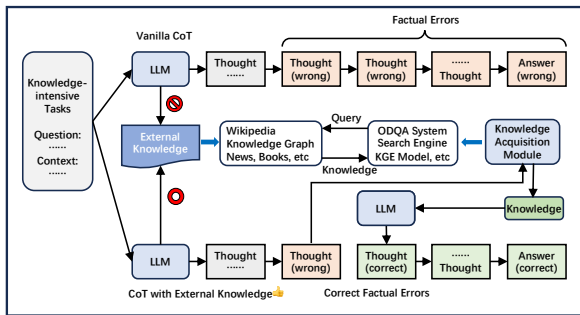 Vanilla CoT
Factual Errors
Knowledge-
intensive
Tasks
Question:
......
Context:
......
LLM
Thought
......
Thought
(wrong)
Thought
(wrong)
......
Thought
Answer
(wrong)
External
Knowledge
Wikipedia
Knowledge Graph
News, Books, etc
Query
Knowledge
ODQA System
Search Engine
KGE Model, etc
Knowledge
Acquisition
Module
LLM
Knowledge
LLM
Thought
......
Thought
(wrong)
Thought
(correct)
......
Thought
Answer
(correct)
CoT with External Knowledge👍
Correct Factual Errors